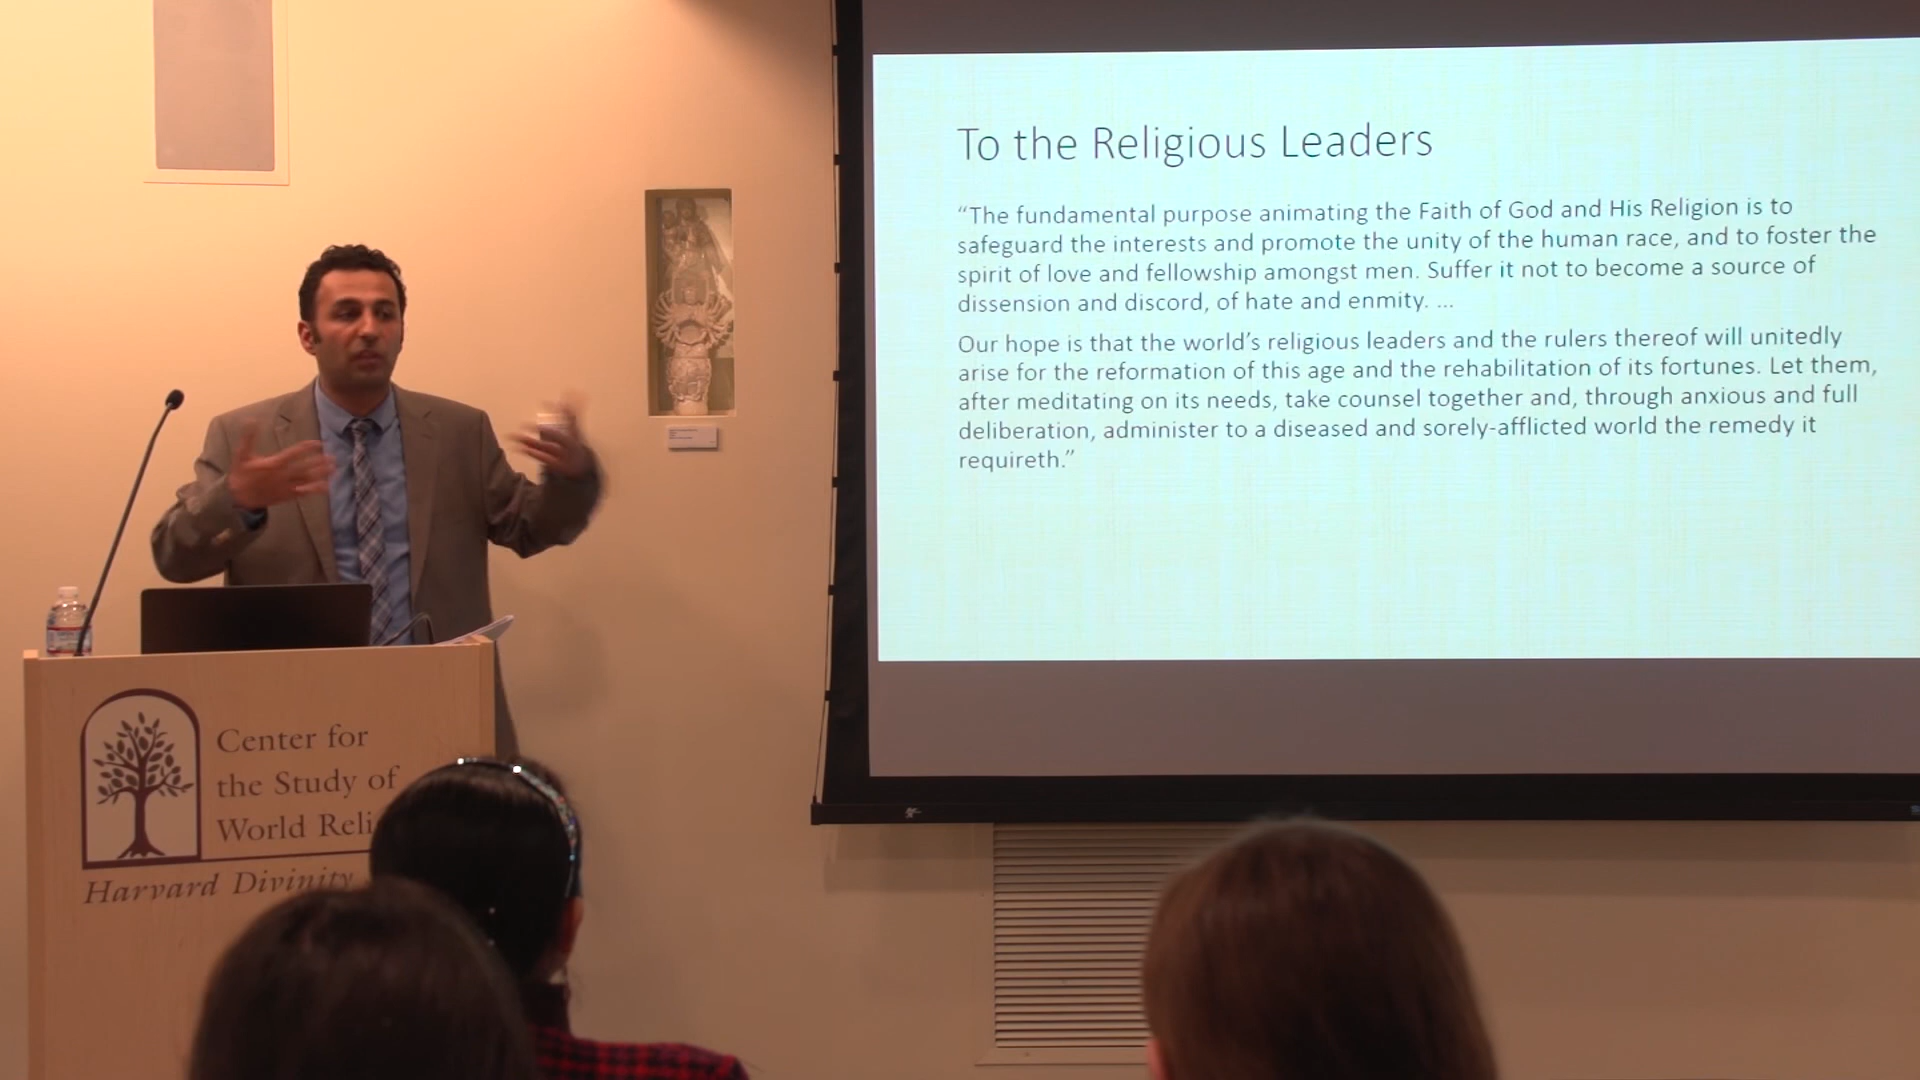 To the Religious Leaders
“The fundamental purpose animating the Faith of God and His Religion is to
safeguard the interests and promote the unity of the human race, and to foster the
spirit of love and fellowship amongst men. Suffer it not to become a source of
dissension and discord, of hate and enmity. ...
Our hope is that the world’s religious leaders and the rulers thereof will unitedly
arise for the reformation of this age and the rehabilitation of its fortunes. Let them,
after meditating on its needs, take counsel together and, through anxious and full
deliberation, administer to a diseased and sorely-afflicted world the remedy it
requireth.”
Center for
the Study of
World Reli
Harvard Divinity